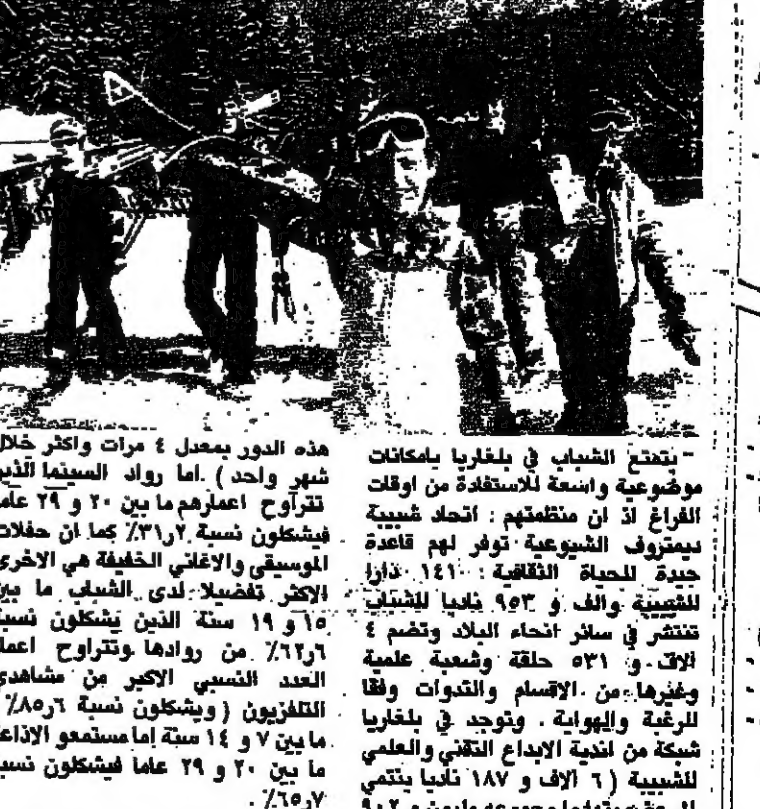 - يتمتع الشباب في بلغاريا بامكانات
موضوعية واسعة للاستفادة من اوقات
الفراغ اذ ان منظمتهم : اتحاد شبيبة
ديمتروف الشيوعية توفر لهم قاعدة
جيدة للحياة الثقافية : ١٤١٠ دارا
للشبيبة والف و ٩٥٣ ناديا للشباب
تنتشر في سائر انحاء البلاد وتضم ٤
آلاف و ٥٣١ حلقة وشعبة علمية
وغيرها من الاقسام والندوات وفقا
للرغبة والهواية . وتوجد في بلغاريا
شبكة من اندية الابداع التقني والعلمي
للشبيبة ( ٦ آلاف و ١٨٧ ناديا ينتمي
هذه الدور بمعدل ٤ مرات واكثر خلال
شهر واحد ) . اما رواد السينما الذين
تتراوح اعمارهم ما بين ٢٠ و ٢٩ عاما
فيشكلون نسبة ٣١٫٢٪ كما ان حفلات
الموسيقى والاغاني الخفيفة هي الاخرى
الاكثر تفضيلا لدى الشباب ما بين
١٥ و ١٩ سنة الذين يشكلون نسبة
٦٢٫٦٪ من روادها وتتراوح اعمار
العدد النسبي الاكبر من مشاهدي
التلفزيون ( ويشكلون نسبة ٨٥٫٦٪
ما بين ٧ و ١٤ سنة اما مستمعو الاذاعة
ما بين ٢٠ و ٢٩ عاما فيشكلون نسبة
٦٥٫٧٪ .